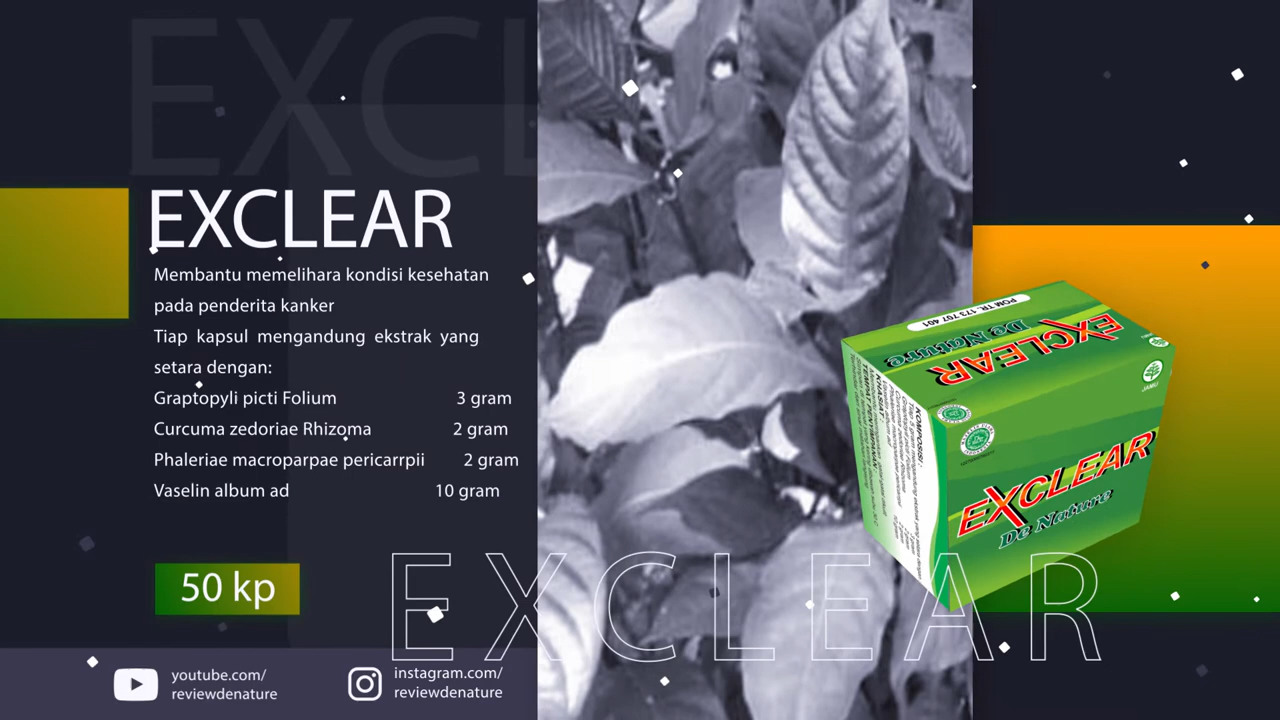 EXCL
EXCLEAR
Membantu memelihara kondisi kesehatan
pada penderita kanker
Tiap kapsul mengandung ekstrak yang
setara dengan:
Graptopyli picti Folium 3 gram
Curcuma zedoriae Rhizoma 2 gram
Phaleriae macroparpae pericarrpii 2 gram
Vaselin album ad 10 gram
50 kp
youtube.com/
reviewdenature
instagram.com/
reviewdenature
EXCLEAR
POM TR. 173 707 401
EXCLEAR
De Nature
JAMU
EXCLEAR
De Nature
KOMPOSISI :